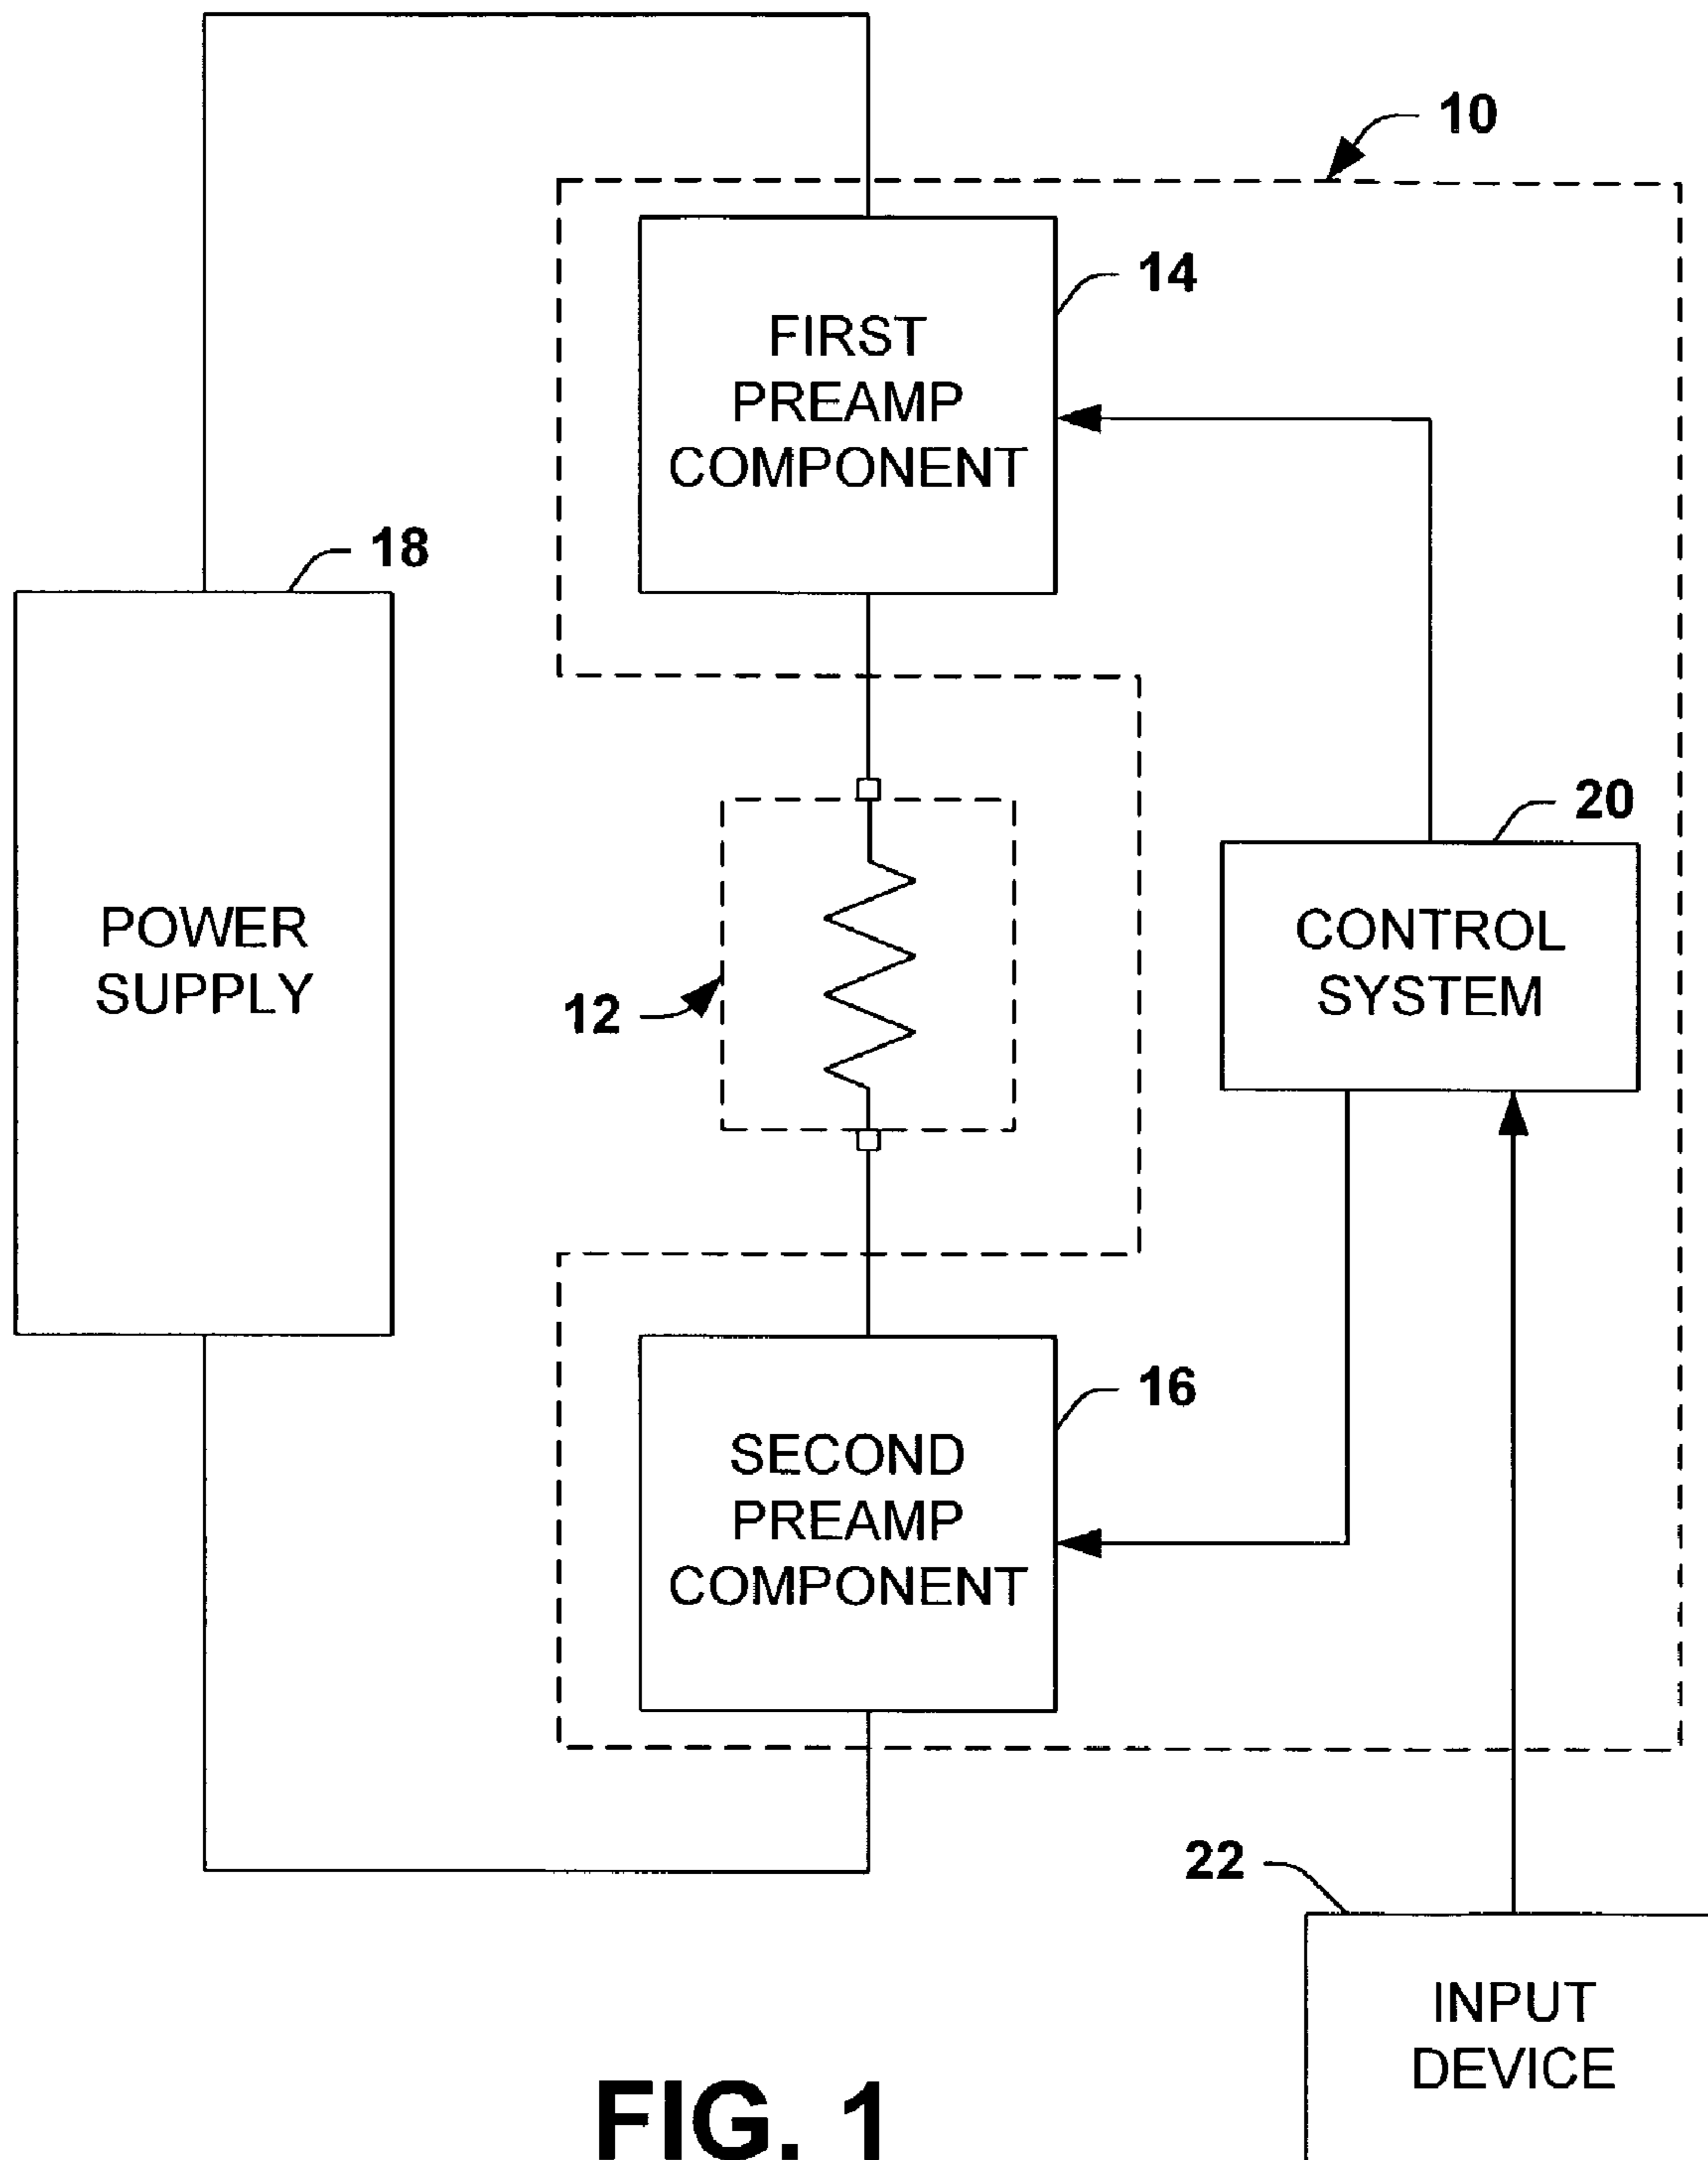 10
14
FIRST
PREAMP
COMPONENT
18
20
POWER
SUPPLY
CONTROL
SYSTEM
12
16
SECOND
PREAMP
COMPONENT
22
INPUT
DEVICE
FIG. 1